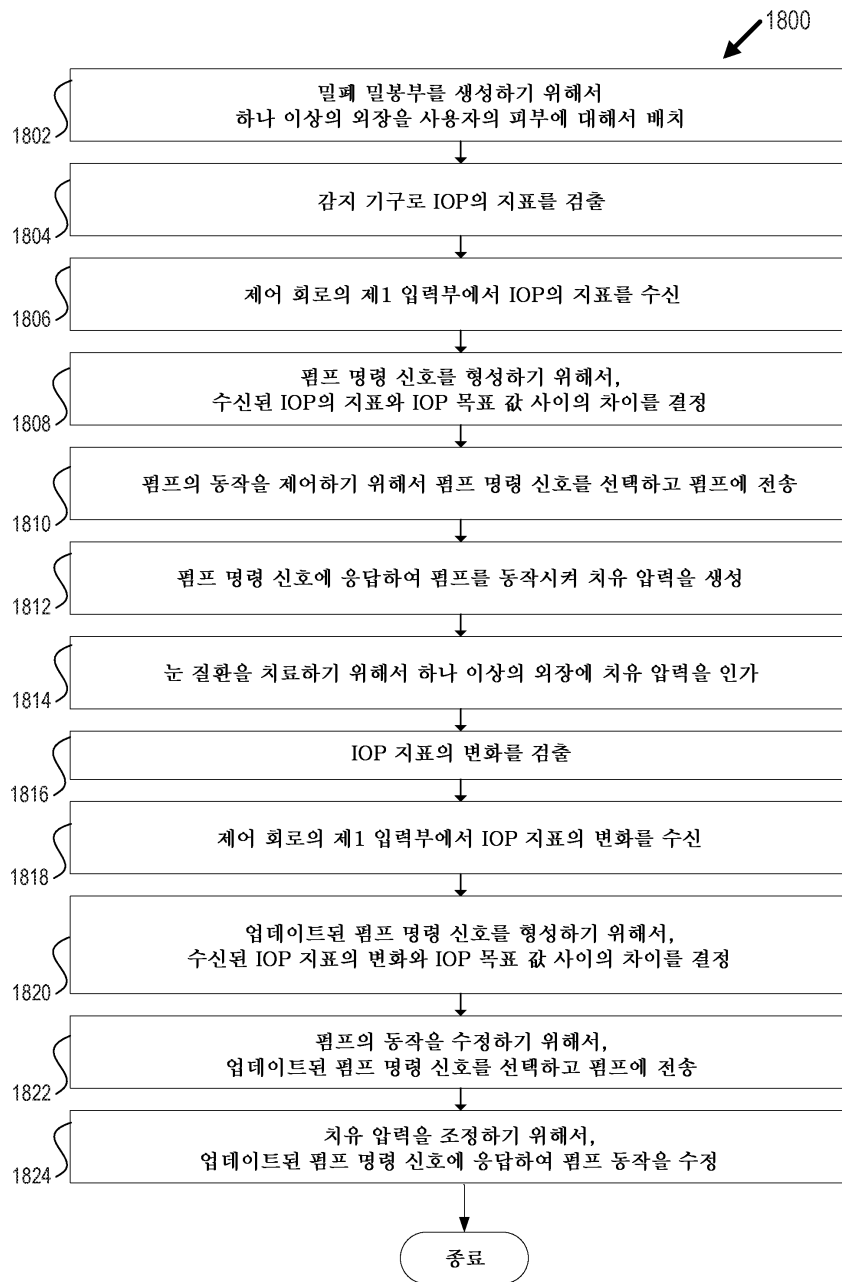 1800
밀폐 밀봉부를 생성하기 위해서
하나 이상의 외장을 사용자의 피부에 대해서 배치
1802
감지 기구로 IOP의 지표를 검출
1804
제어 회로의 제1 입력부에서 IOP의 지표를 수신
1806
펌프 명령 신호를 형성하기 위해서,
수신된 IOP의 지표와 IOP 목표 값 사이의 차이를 결정
1808
펌프의 동작을 제어하기 위해서 펌프 명령 신호를 선택하고 펌프에 전송
1810
펌프 명령 신호에 응답하여 펌프를 동작시켜 치유 압력을 생성
1812
눈 질환을 치료하기 위해서 하나 이상의 외장에 치유 압력을 인가
1814
IOP 지표의 변화를 검출
1816
제어 회로의 제1 입력부에서 IOP 지표의 변화를 수신
1818
업데이트된 펌프 명령 신호를 형성하기 위해서,
수신된 IOP 지표의 변화와 IOP 목표 값 사이의 차이를 결정
1820
펌프의 동작을 수정하기 위해서,
업데이트된 펌프 명령 신호를 선택하고 펌프에 전송
1822
치유 압력을 조정하기 위해서,
업데이트된 펌프 명령 신호에 응답하여 펌프 동작을 수정
1824
종료